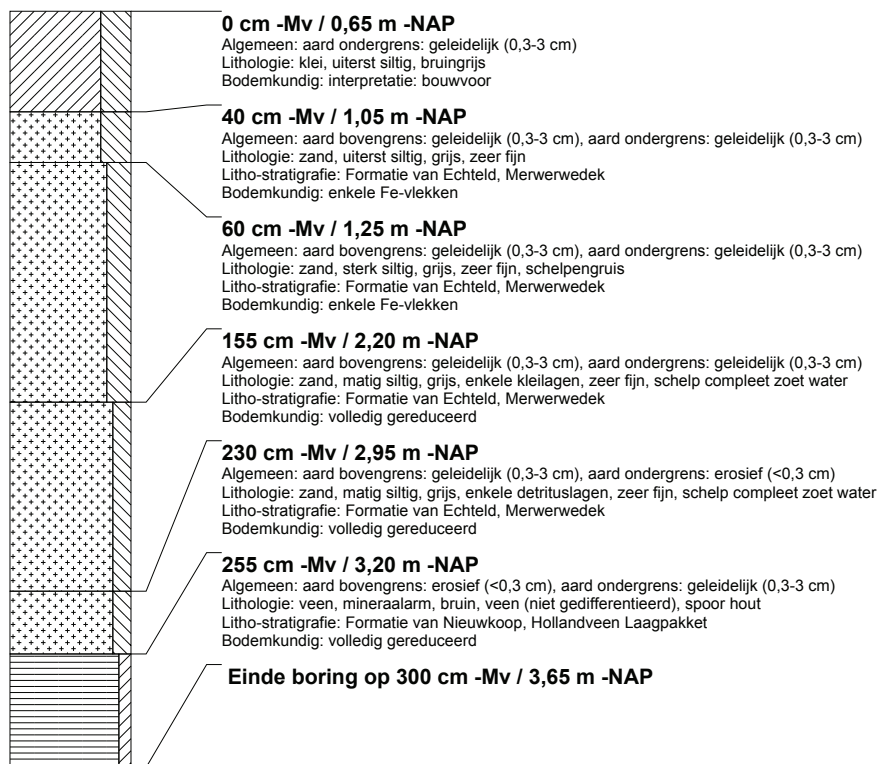 0 cm -Mv / 0,65 m -NAP
Algemeen: aard ondergrens: geleidelijk (0,3-3 cm)
Lithologie: klei, uiterst siltig, bruingrijs
Bodemkundig: interpretatie: bouwvoor
40 cm -Mv / 1,05 m -NAP
Algemeen: aard bovengrens: geleidelijk (0,3-3 cm), aard ondergrens: geleidelijk (0,3-3 cm)
Lithologie: zand, uiterst siltig, grijs, zeer fijn
Litho-stratigrafie: Formatie van Echteld, Merwerwedek
Bodemkundig: enkele Fe-vlekken
60 cm -Mv / 1,25 m -NAP
Algemeen: aard bovengrens: geleidelijk (0,3-3 cm), aard ondergrens: geleidelijk (0,3-3 cm)
Lithologie: zand, sterk siltig, grijs, zeer fijn, schelpengruis
Litho-stratigrafie: Formatie van Echteld, Merwerwedek
Bodemkundig: enkele Fe-vlekken
155 cm -Mv / 2,20 m -NAP
Algemeen: aard bovengrens: geleidelijk (0,3-3 cm), aard ondergrens: geleidelijk (0,3-3 cm)
Lithologie: zand, matig siltig, grijs, enkele kleilagen, zeer fijn, schelp compleet zoet water
Litho-stratigrafie: Formatie van Echteld, Merwerwedek
Bodemkundig: volledig gereduceerd
230 cm -Mv / 2,95 m -NAP
Algemeen: aard bovengrens: geleidelijk (0,3-3 cm), aard ondergrens: erosief (<0,3 cm)
Lithologie: zand, matig siltig, grijs, enkele detrituslagen, zeer fijn, schelp compleet zoet water
Litho-stratigrafie: Formatie van Echteld, Merwerwedek
Bodemkundig: volledig gereduceerd
255 cm -Mv / 3,20 m -NAP
Algemeen: aard bovengrens: erosief (<0,3 cm), aard ondergrens: geleidelijk (0,3-3 cm)
Lithologie: veen, mineraalarm, bruin, veen (niet gedifferentieerd), spoor hout
Litho-stratigrafie: Formatie van Nieuwkoop, Hollandveen Laagpakket
Bodemkundig: volledig gereduceerd
Einde boring op 300 cm -Mv / 3,65 m -NAP